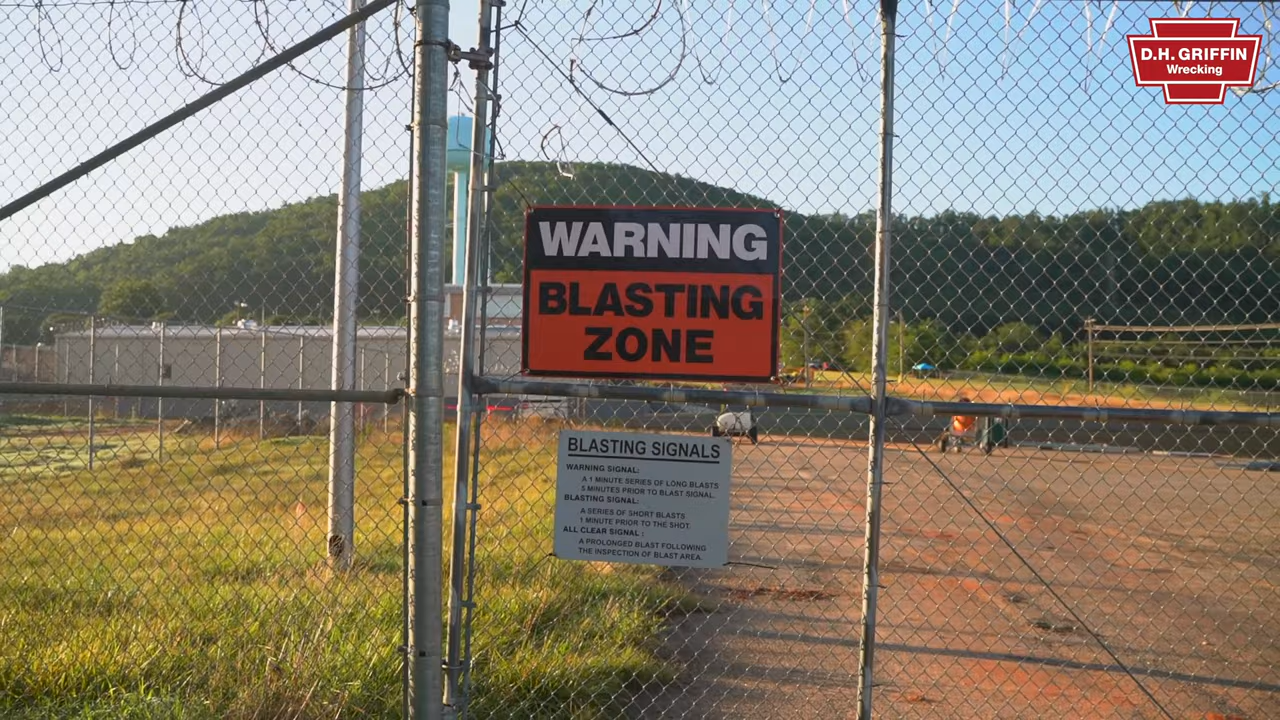 D.H. GRIFFIN
Wrecking
WARNING
BLASTING
ZONE
BLASTING SIGNALS
WARNING SIGNAL:
A 1 MINUTE SERIES OF LONG BLASTS
5 MINUTES PRIOR TO BLAST SIGNAL.
BLASTING SIGNAL:
A SERIES OF SHORT BLASTS
1 MINUTE PRIOR TO THE SHOT.
ALL CLEAR SIGNAL :
A PROLONGED BLAST FOLLOWING
THE INSPECTION OF BLAST AREA.